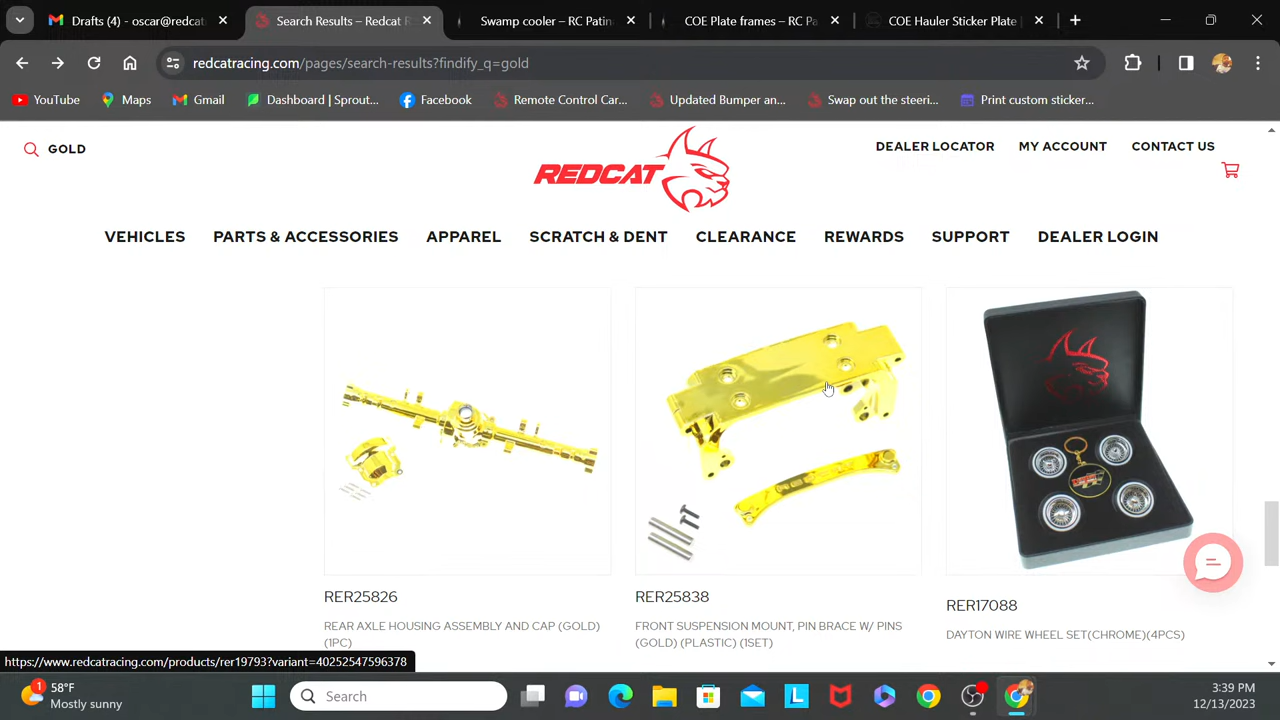 Drafts (4) - oscar@redcat
Search Results – Redcat R
Swamp cooler – RC Patin
COE Plate frames – RC Pa
COE Hauler Sticker Plate
redcatracing.com/pages/search-results?findify_q=gold
YouTube
Maps
Gmail
Dashboard | Sprout...
Facebook
Remote Control Car...
Updated Bumper an...
Swap out the steeri...
Print custom sticker...
GOLD
REDCAT
DEALER LOCATOR
MY ACCOUNT
CONTACT US
VEHICLES
PARTS & ACCESSORIES
APPAREL
SCRATCH & DENT
CLEARANCE
REWARDS
SUPPORT
DEALER LOGIN
RER25826
REAR AXLE HOUSING ASSEMBLY AND CAP (GOLD)
(1PC)
RER25838
FRONT SUSPENSION MOUNT, PIN BRACE W/ PINS
(GOLD) (PLASTIC) (1SET)
RER17088
DAYTON WIRE WHEEL SET(CHROME)(4PCS)
https://www.redcatracing.com/products/rer19793?variant=40252547596378
1
58°F
Mostly sunny
Search
3:39 PM
12/13/2023